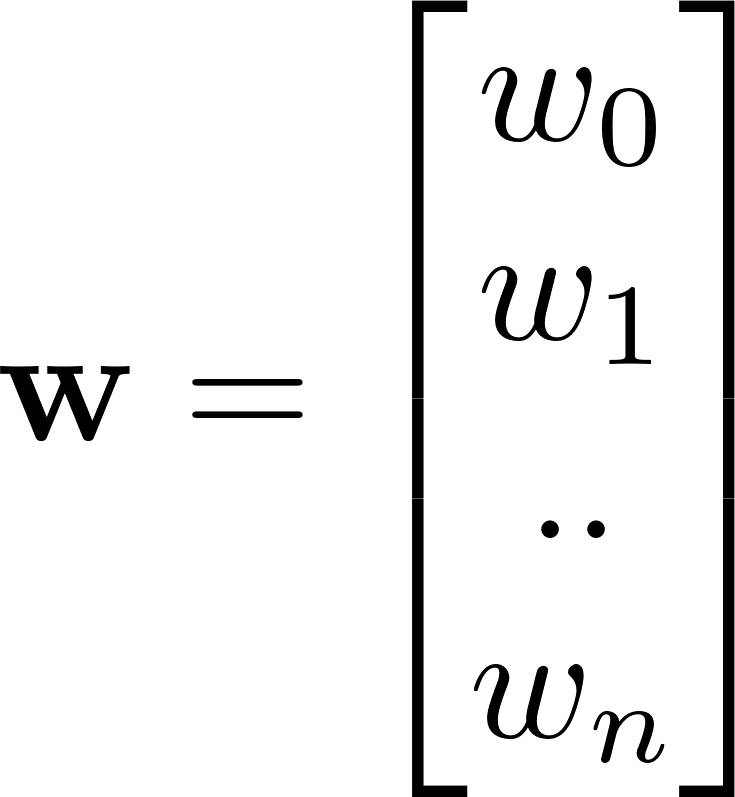 w₀
w₁
w =
..
wₙ